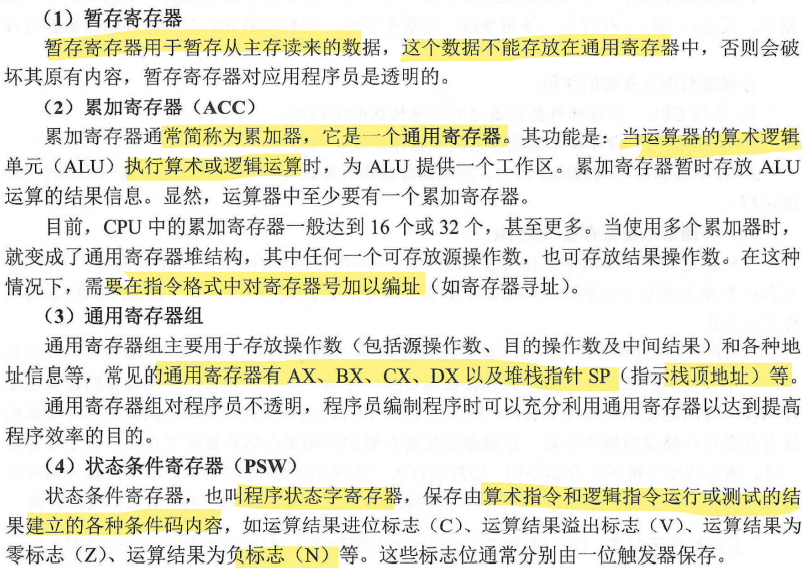 （1）暂存寄存器
暂存寄存器用于暂存从主存读来的数据，这个数据不能存放在通用寄存器中，否则会破
坏其原有内容，暂存寄存器对应用程序员是透明的。
（2）累加寄存器（ACC）
累加寄存器通常简称为累加器，它是一个通用寄存器。其功能是：当运算器的算术逻辑
单元（ALU）执行算术或逻辑运算时，为 ALU 提供一个工作区。累加寄存器暂时存放 ALU
运算的结果信息。显然，运算器中至少要有一个累加寄存器。
目前，CPU 中的累加寄存器一般达到 16 个或 32 个，甚至更多。当使用多个累加器时，
就变成了通用寄存器堆结构，其中任何一个可存放源操作数，也可存放结果操作数。在这种
情况下，需要在指令格式中对寄存器号加以编址（如寄存器寻址）。
（3）通用寄存器组
通用寄存器组主要用于存放操作数（包括源操作数、目的操作数及中间结果）和各种地
址信息等，常见的通用寄存器有 AX、BX、CX、DX 以及堆栈指针 SP（指示栈顶地址）等。
通用寄存器组对程序员不透明，程序员编制程序时可以充分利用通用寄存器以达到提高
程序效率的目的。
（4）状态条件寄存器（PSW）
状态条件寄存器，也叫程序状态字寄存器，保存由算术指令和逻辑指令运行或测试的结
果建立的各种条件码内容，如运算结果进位标志（C）、运算结果溢出标志（V）、运算结果为
零标志（Z）、运算结果为负标志（N）等。这些标志位通常分别由一位触发器保存。